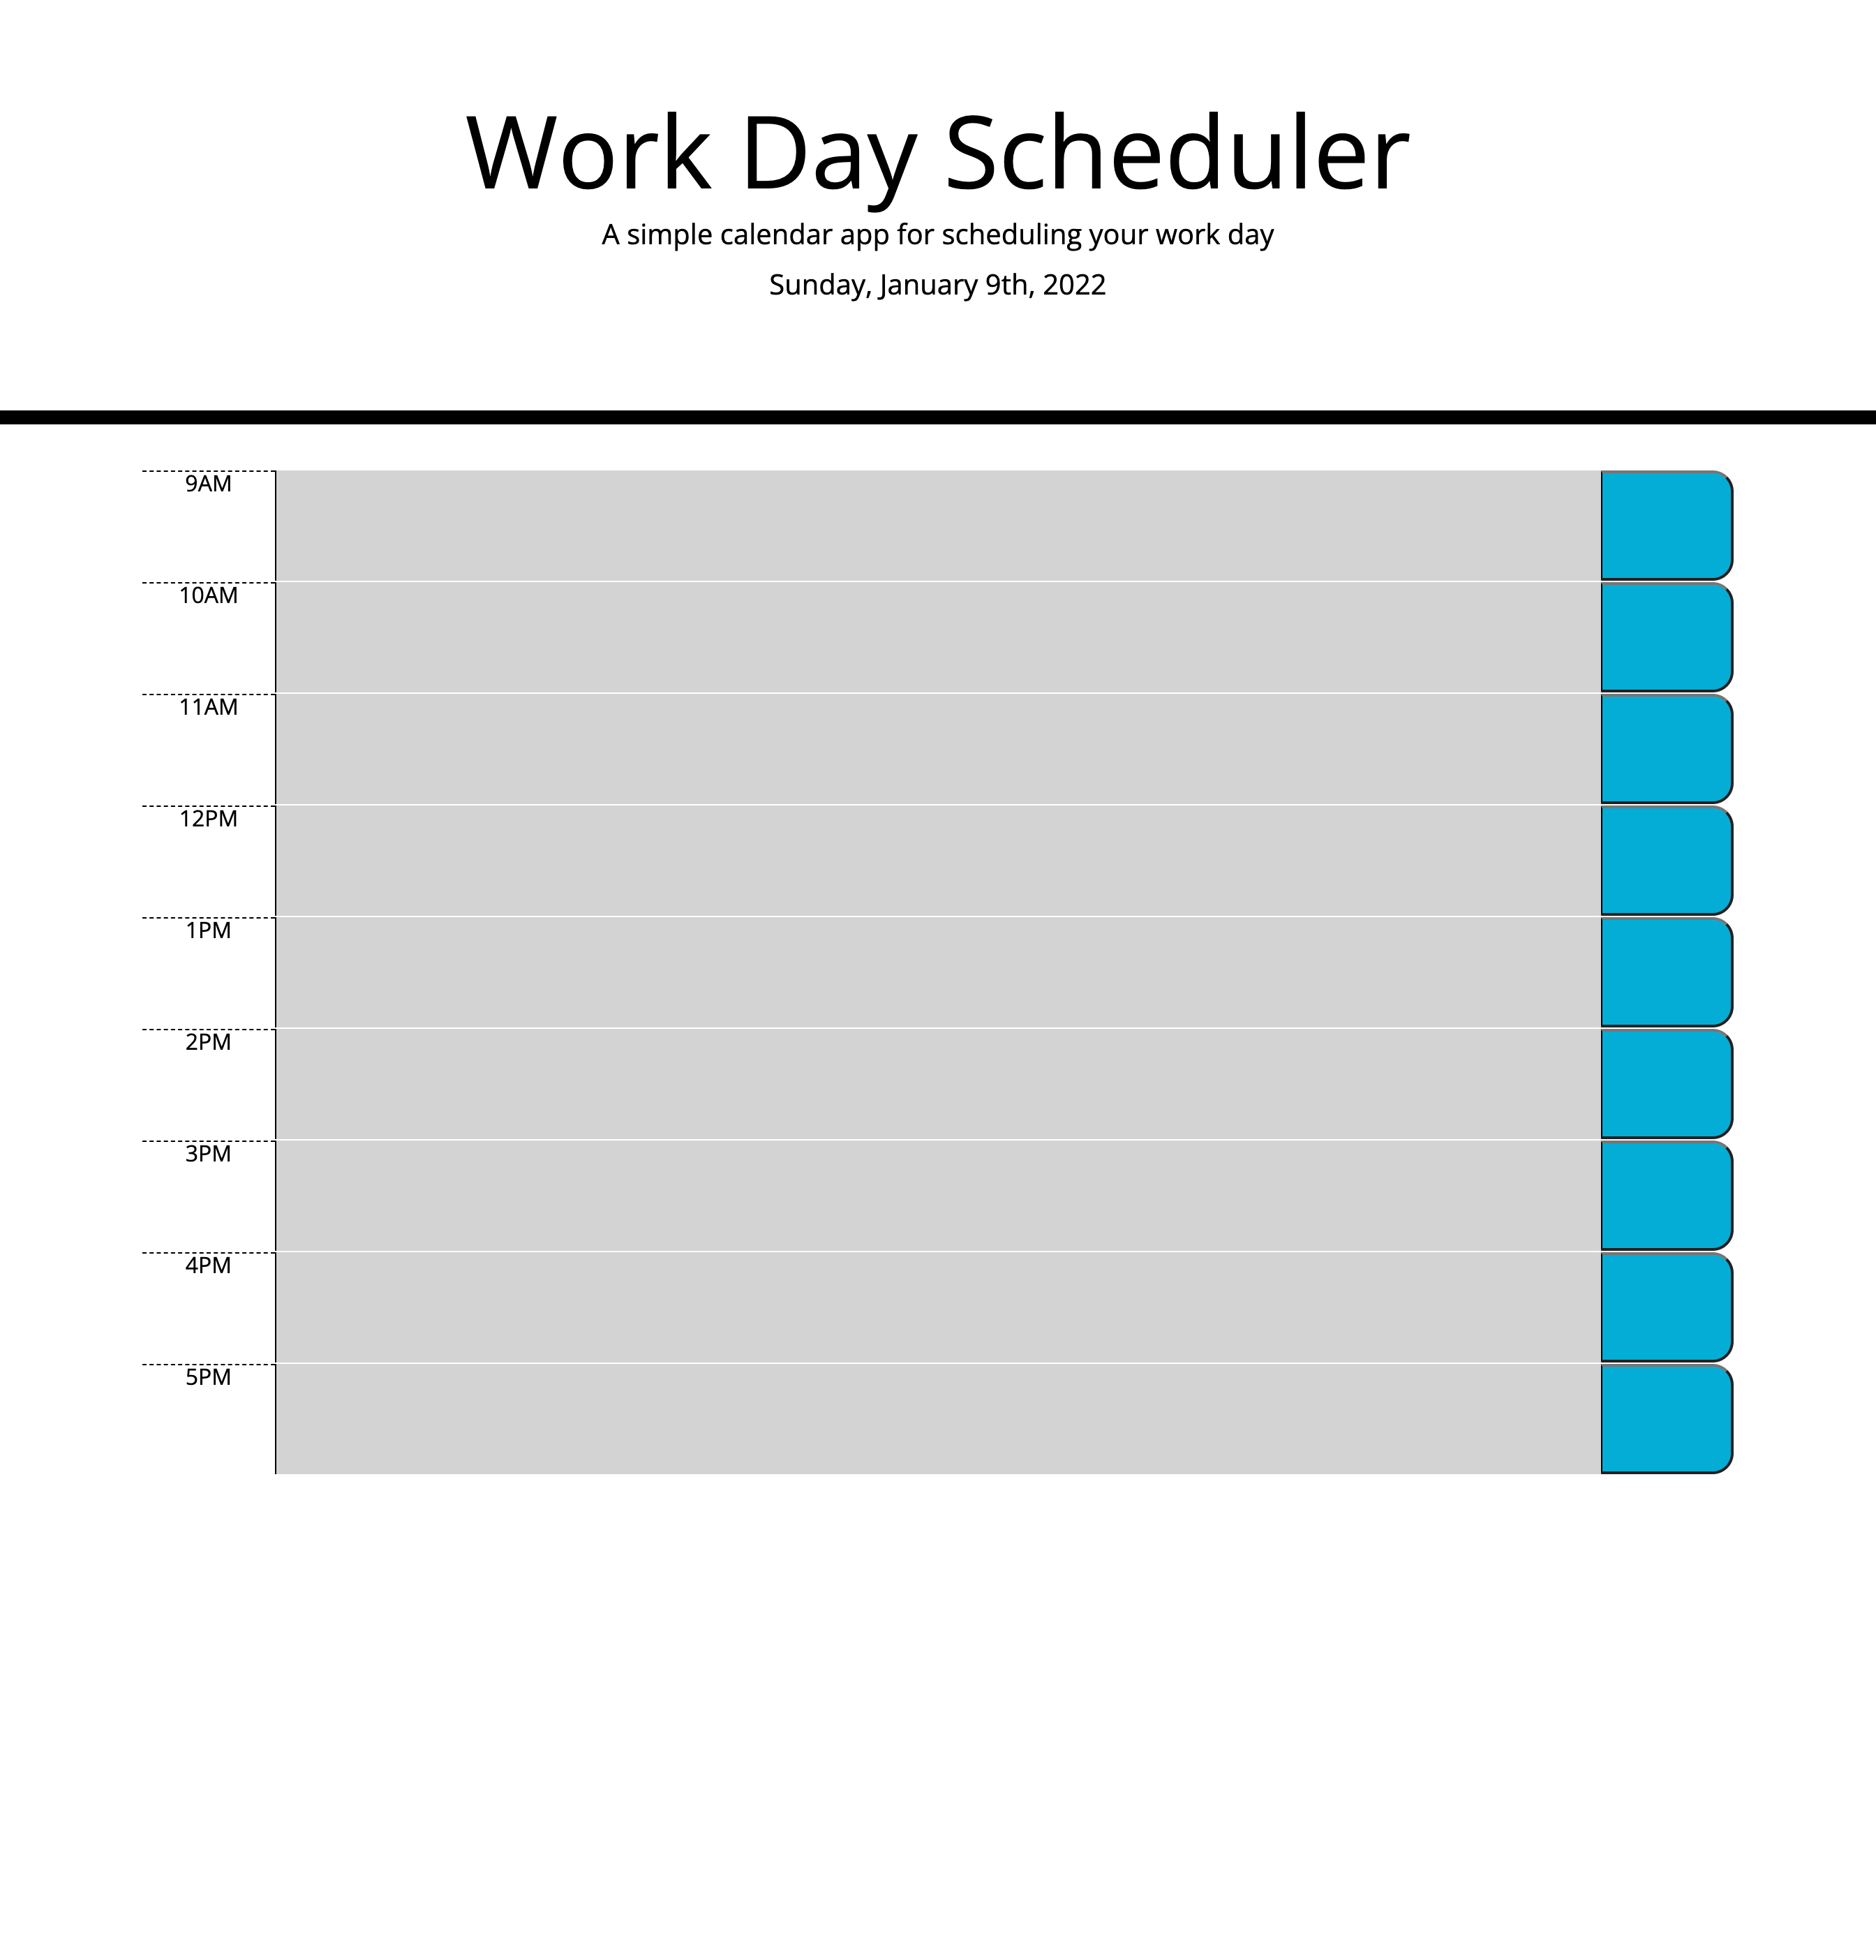 Work Day Scheduler
A simple calendar app for scheduling your work day
Sunday, January 9th, 2022
9AM
10AM
11AM
12PM
1PM
2PM
3PM
4PM
5PM